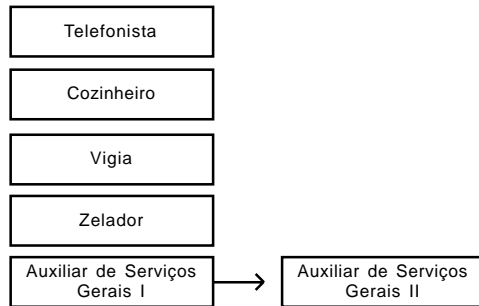 Telefonista
Cozinheiro
Vigia
Zelador
Auxiliar de Serviços
Gerais I
Auxiliar de Serviços
Gerais II